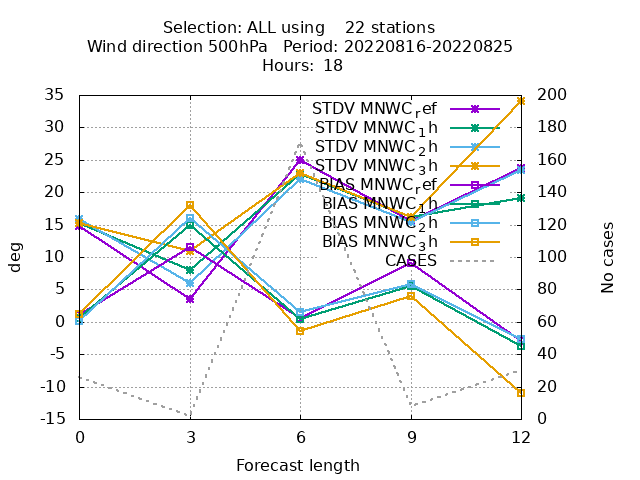 Selection: ALL using    22 stations
Wind direction 500hPa   Period: 20220816-20220825
Hours: 18
35 200
30 180
25 160
20 140
15 120
10 100
5 80
0 60
-5 40
-10 20
-15 0
deg
No cases
STDV MNWC_ref
STDV MNWC_1h
STDV MNWC_2h
STDV MNWC_3h
BIAS MNWC_ref
BIAS MNWC_1h
BIAS MNWC_2h
BIAS MNWC_3h
CASES
0 3 6 9 12
Forecast length